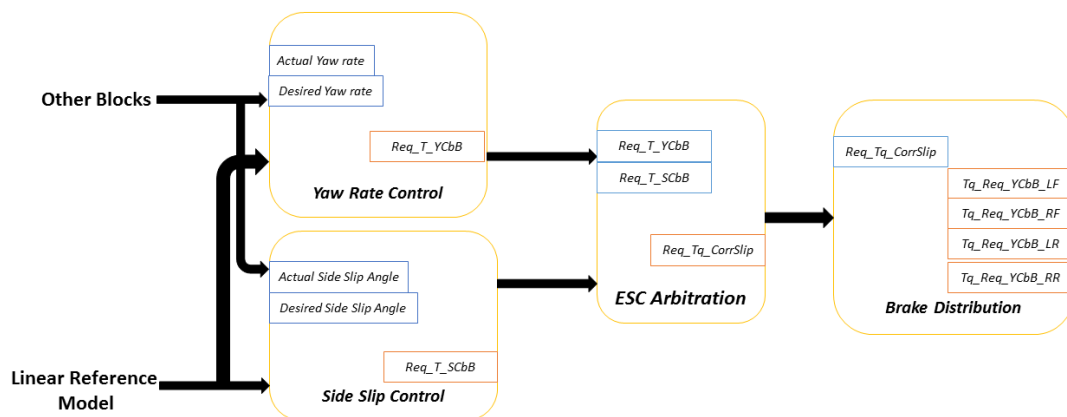 Other Blocks
Linear Reference
Model
Actual Yaw rate
Desired Yaw rate
Req_T_YCbB
Yaw Rate Control
Actual Side Slip Angle
Desired Side Slip Angle
Req_T_SCbB
Side Slip Control
Req_T_YCbB
Req_T_SCbB
Req_Tq_CorrSlip
ESC Arbitration
Req_Tq_CorrSlip
Tq_Req_YCbB_LF
Tq_Req_YCbB_RF
Tq_Req_YCbB_LR
Tq_Req_YCbB_RR
Brake Distribution